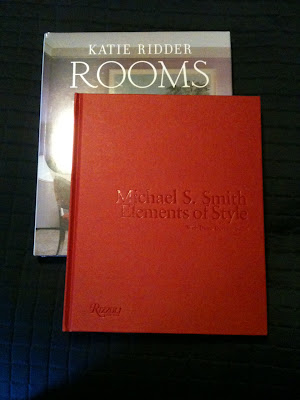 KATIE RIDDER
ROOMS
Michael S. Smith
Elements of Style
RIZZOLI